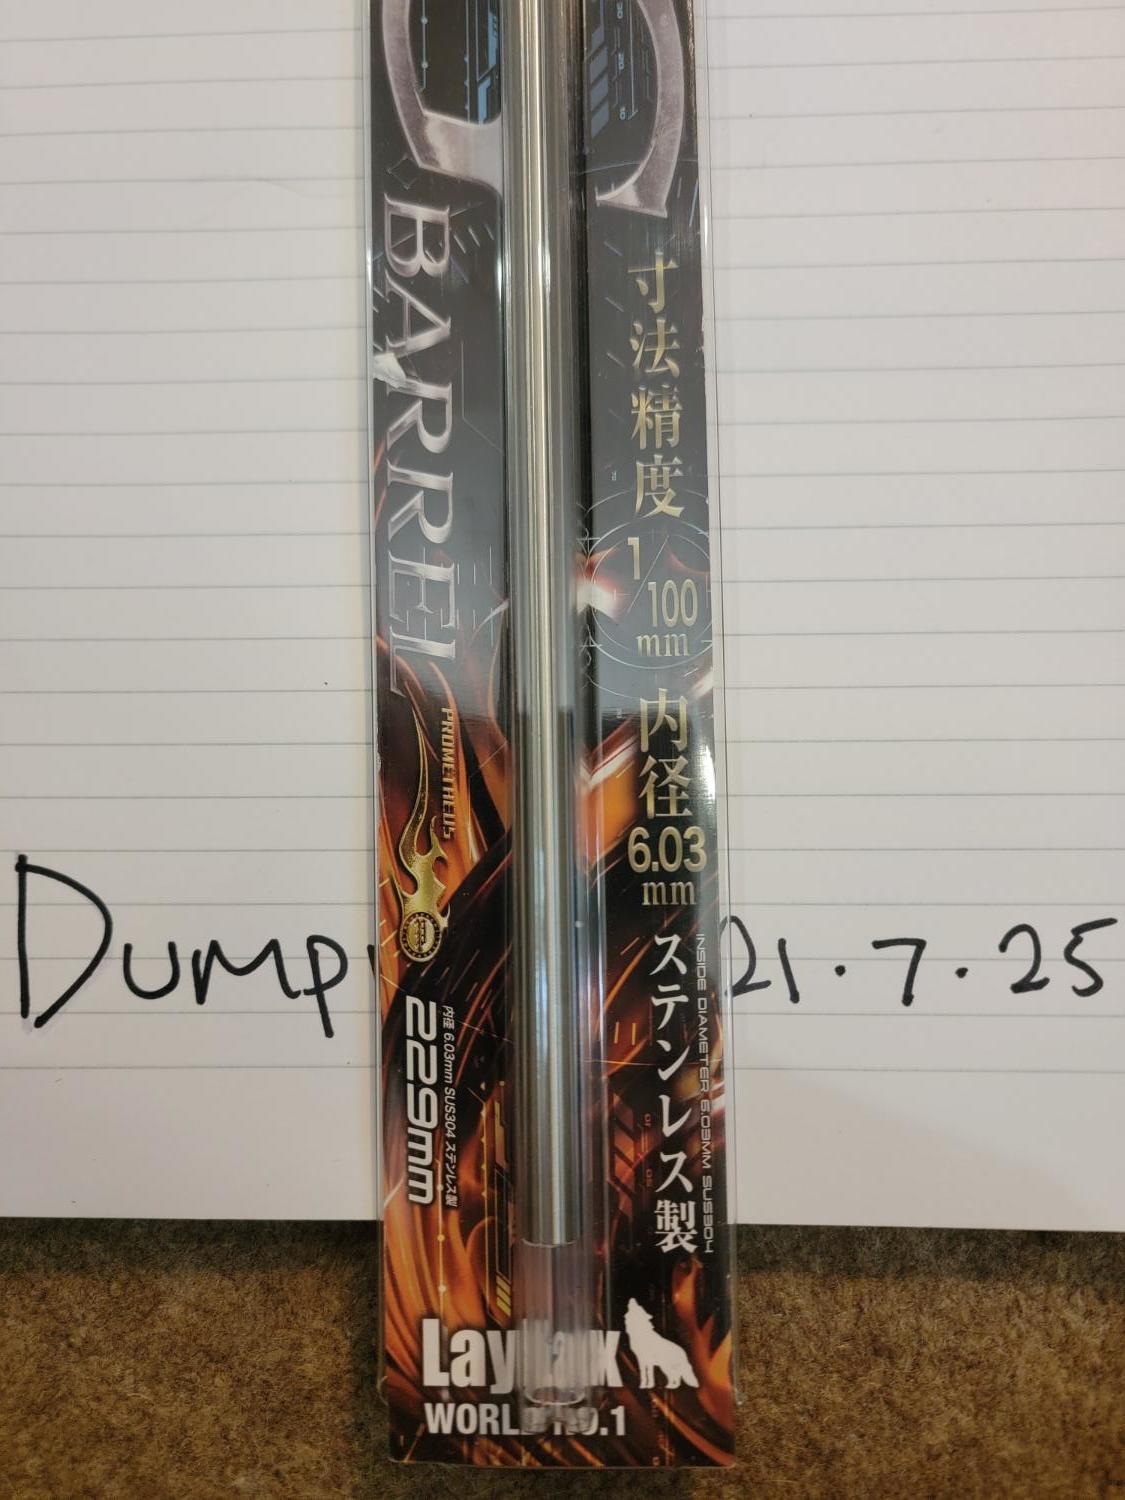 BARREL
寸法精度
1/100
mm
内径
6.03
mm
ステンレス製
INSIDE DIAMETER 6.03MM SUS304
PROMETHEUS
内径 6.03mm SUS304 ステンレス製
229mm
21.7.25
LayLax
WORLD NO.1